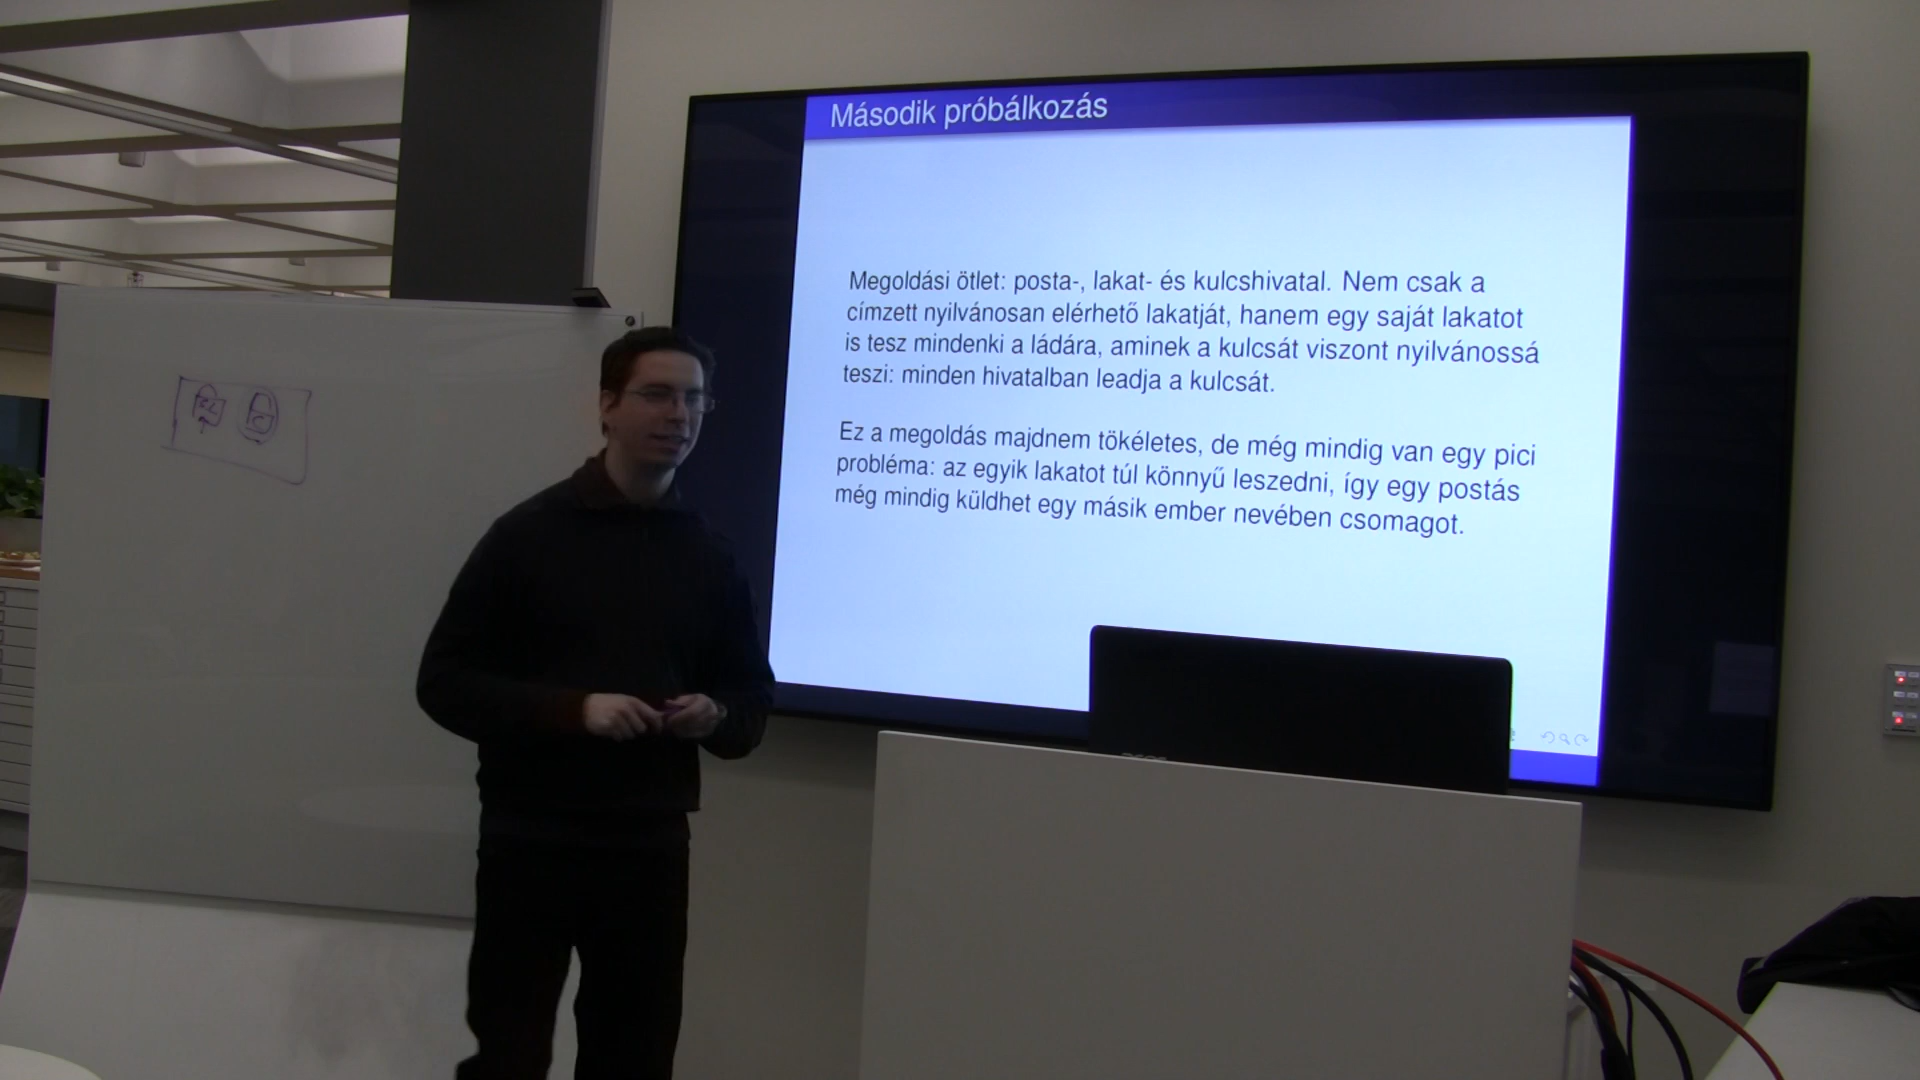 Második próbálkozás
Megoldási ötlet: posta-, lakat- és kulcshivatal. Nem csak a
címzett nyilvánosan elérhető lakatját, hanem egy saját lakatot
is tesz mindenki a ládára, aminek a kulcsát viszont nyilvánossá
teszi: minden hivatalban leadja a kulcsát.
Ez a megoldás majdnem tökéletes, de még mindig van egy pici
probléma: az egyik lakatot túl könnyű leszedni, így egy postás
még mindig küldhet egy másik ember nevében csomagot.